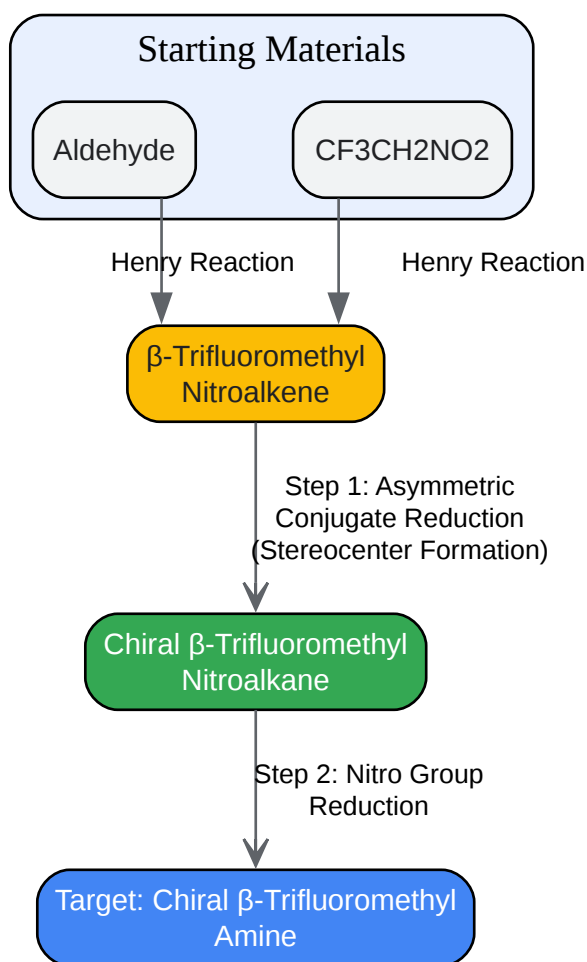 Starting Materials
Aldehyde
CF3CH2NO2
Henry Reaction
Henry Reaction
β-Trifluoromethyl
Nitroalkene
Step 1: Asymmetric
Conjugate Reduction
(Stereocenter Formation)
Chiral β-Trifluoromethyl
Nitroalkane
Step 2: Nitro Group
Reduction
Target: Chiral β-Trifluoromethyl
Amine